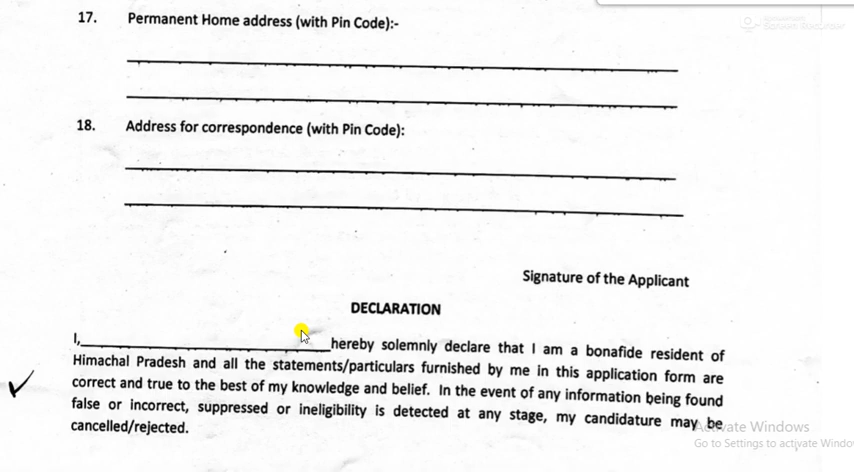 17. Permanent Home address (with Pin Code):-
18. Address for correspondence (with Pin Code):
Signature of the Applicant
DECLARATION
I,____________________hereby solemnly declare that I am a bonafide resident of
Himachal Pradesh and all the statements/particulars furnished by me in this application form are
correct and true to the best of my knowledge and belief. In the event of any information being found
false or incorrect, suppressed or ineligibility is detected at any stage, my candidature may be
cancelled/rejected.
Activate Windows
Go to Settings to activate Windo
Screen Recorder